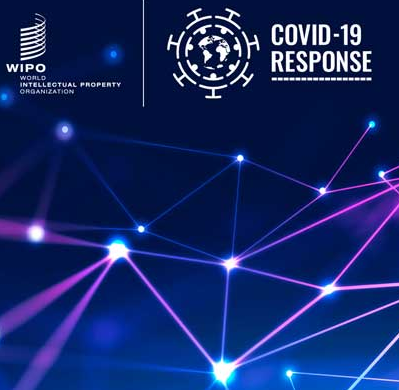 WIPO
WORLD
INTELLECTUAL PROPERTY
ORGANIZATION
COVID-19
RESPONSE